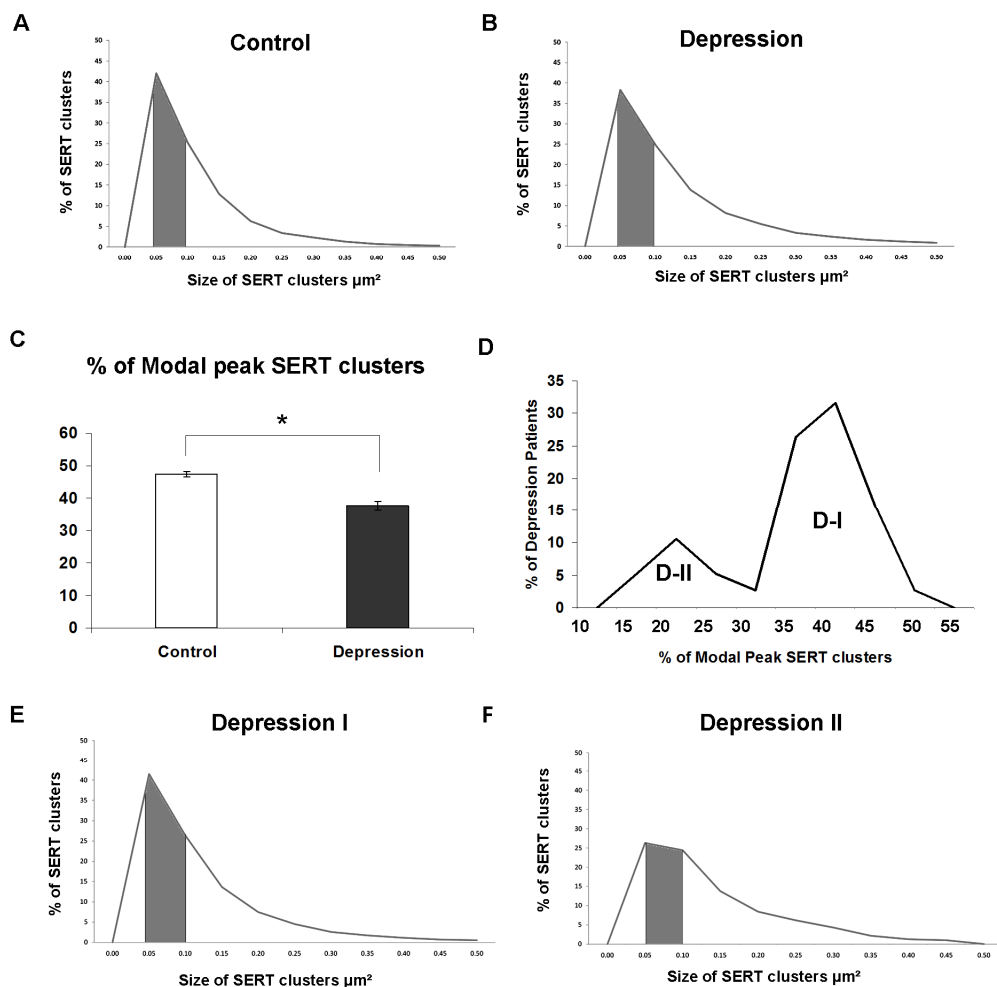 A
Control
50
45
40
35
30
25
20
15
10
5
0
% of SERT clusters
0.00 0.05 0.10 0.15 0.20 0.25 0.30 0.35 0.40 0.45 0.50
Size of SERT clusters µm²
B
Depression
50
45
40
35
30
25
20
15
10
5
0
% of SERT clusters
0.00 0.05 0.10 0.15 0.20 0.25 0.30 0.35 0.40 0.45 0.50
Size of SERT clusters µm²
C
% of Modal peak SERT clusters
*
60
50
40
30
20
10
0
Control Depression
D
35
30
25
20
15
10
5
0
% of Depression Patients
D-II
D-I
10 15 20 22 30 32 40 42 50 55
% of Modal Peak SERT clusters
E
Depression I
50
45
40
35
30
25
20
15
10
5
0
% of SERT clusters
0.00 0.05 0.10 0.15 0.20 0.25 0.30 0.35 0.40 0.45 0.50
Size of SERT clusters µm²
F
Depression II
50
45
40
35
30
25
20
15
10
5
0
% of SERT clusters
0.00 0.05 0.10 0.15 0.20 0.25 0.30 0.35 0.40 0.45 0.50
Size of SERT clusters µm²